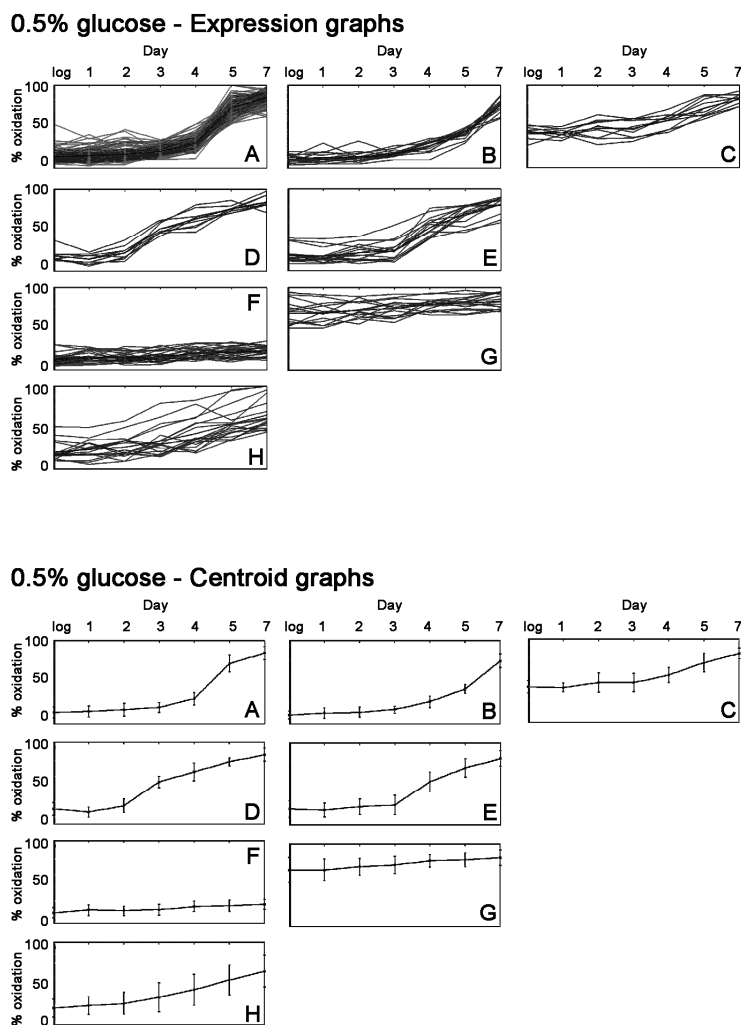 0.5% glucose - Expression graphs
Day Day Day
log 1 2 3 4 5 7 log 1 2 3 4 5 7 log 1 2 3 4 5 7
% oxidation 100 50 0 A B C
% oxidation 100 50 0 D E
% oxidation 100 50 0 F G
% oxidation 100 50 0 H
0.5% glucose - Centroid graphs
Day Day Day
log 1 2 3 4 5 7 log 1 2 3 4 5 7 log 1 2 3 4 5 7
% oxidation 100 50 0 A B C
% oxidation 100 50 0 D E
% oxidation 100 50 0 F G
% oxidation 100 50 0 H